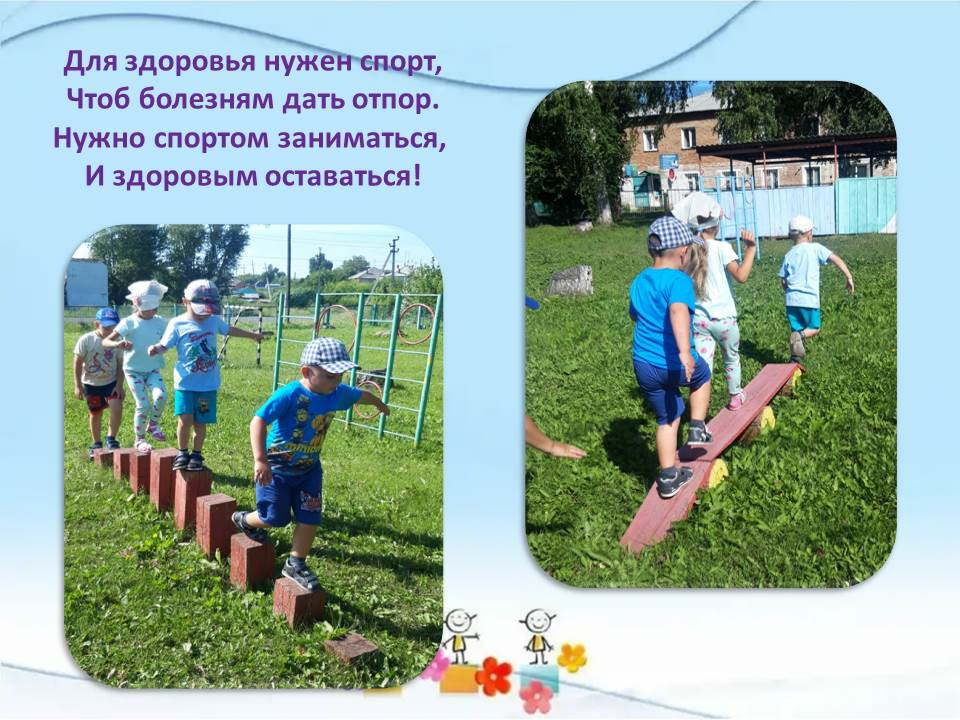 Для здоровья нужен спорт,
Чтоб болезням дать отпор.
Нужно спортом заниматься,
И здоровым оставаться!